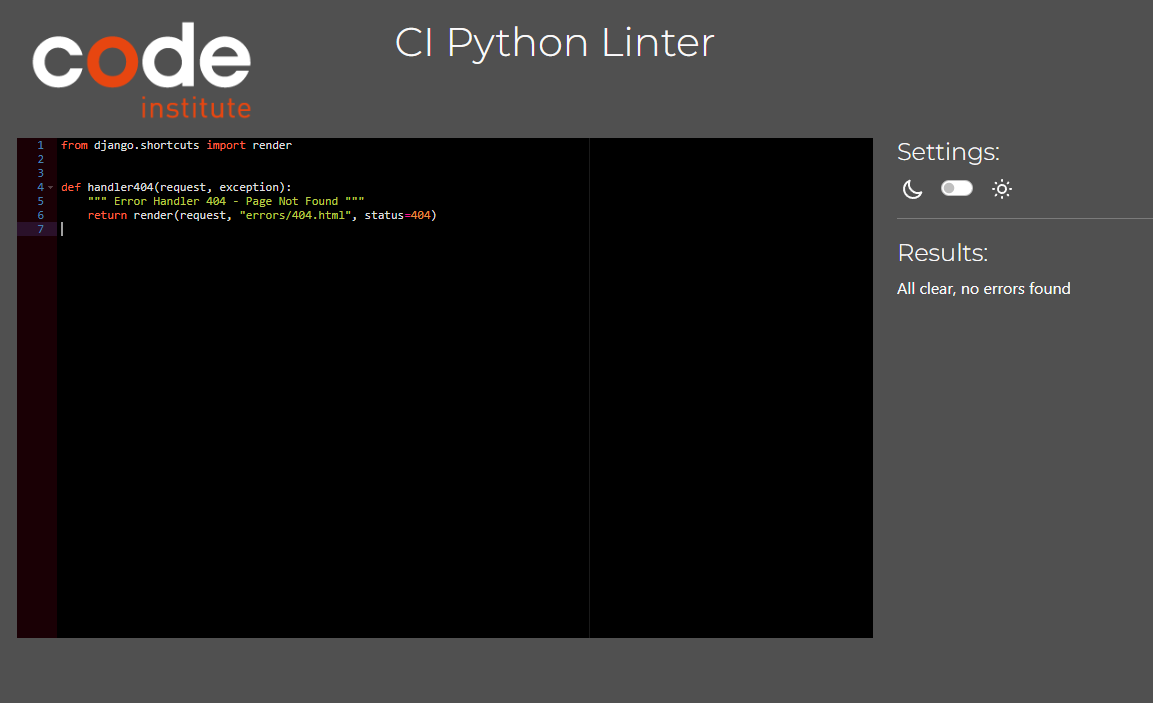 code
institute
CI Python Linter
1 from django.shortcuts import render
2
3
4 def handler404(request, exception):
5     """ Error Handler 404 - Page Not Found """
6     return render(request, "errors/404.html", status=404)
7
Settings:
Results:
All clear, no errors found